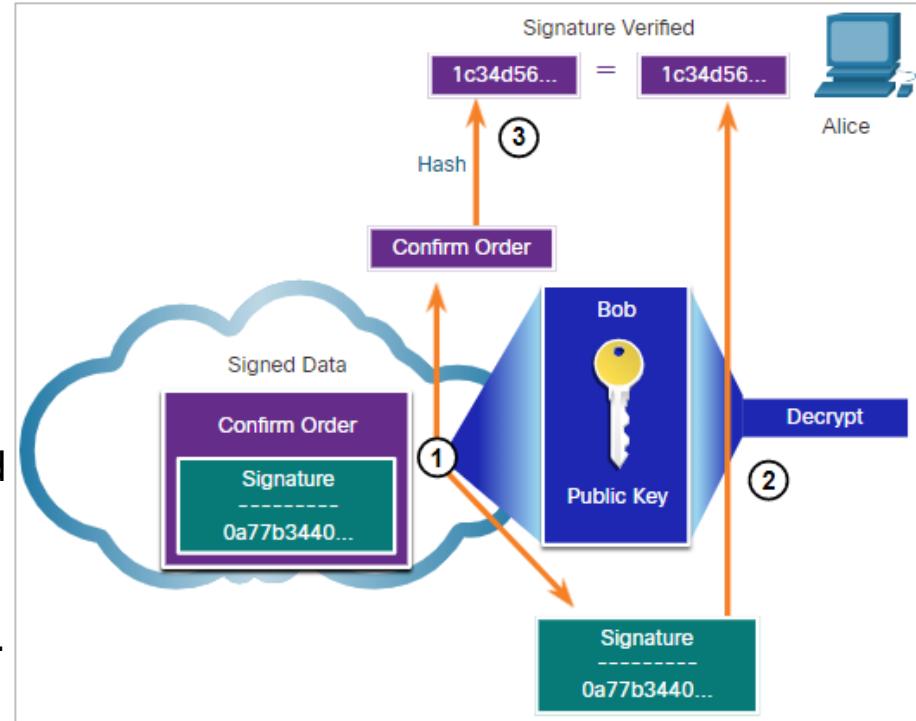 Signature Verified
1c34d56... = 1c34d56...
Alice
3
Hash
Confirm Order
Bob
Signed Data
Confirm Order
Decrypt
1
Signature
2
Public Key
---------
0a77b3440...
Signature
---------
0a77b3440...
d
.